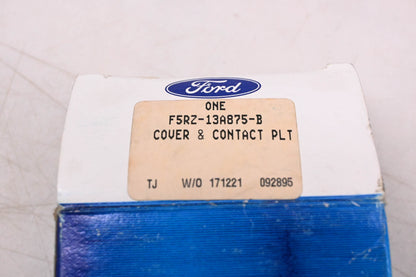 Ford
ONE
F5RZ-13A875-B
COVER & CONTACT PLT
TJ W/O 171221 092895